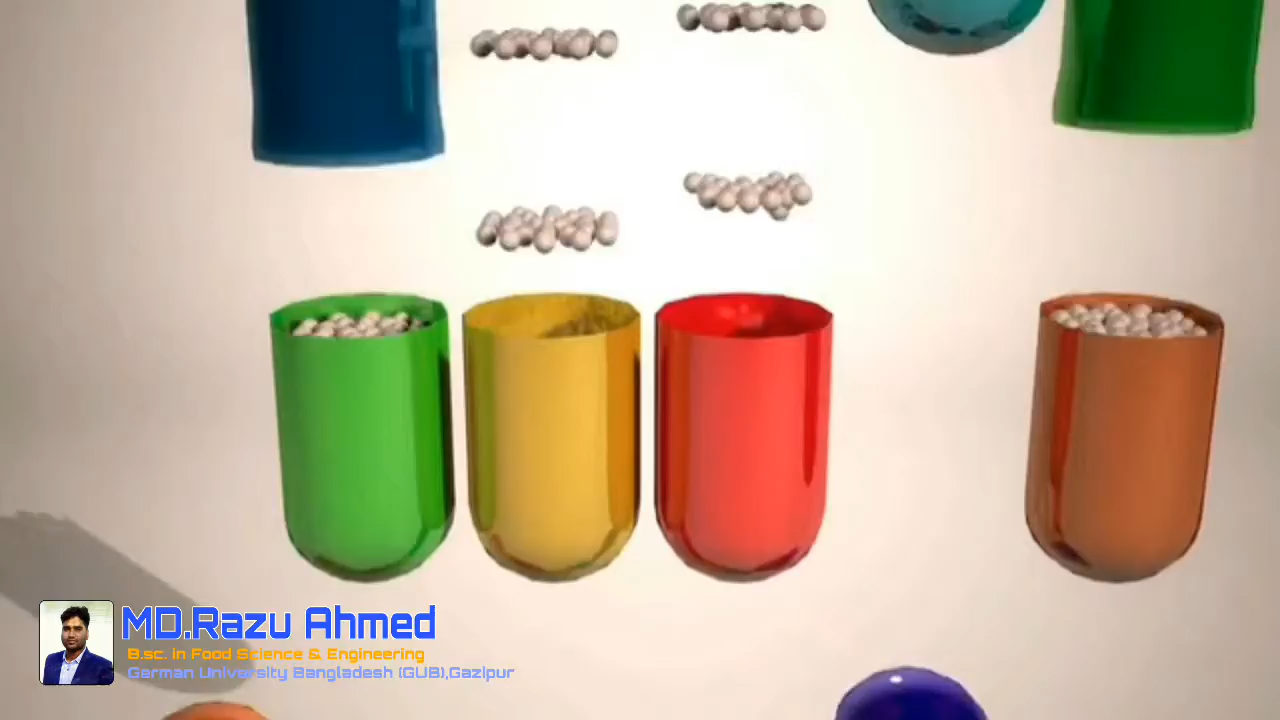 MD.Razu Ahmed
B.sc. in Food Science & Engineering
German University Bangladesh (GUB),Gazipur